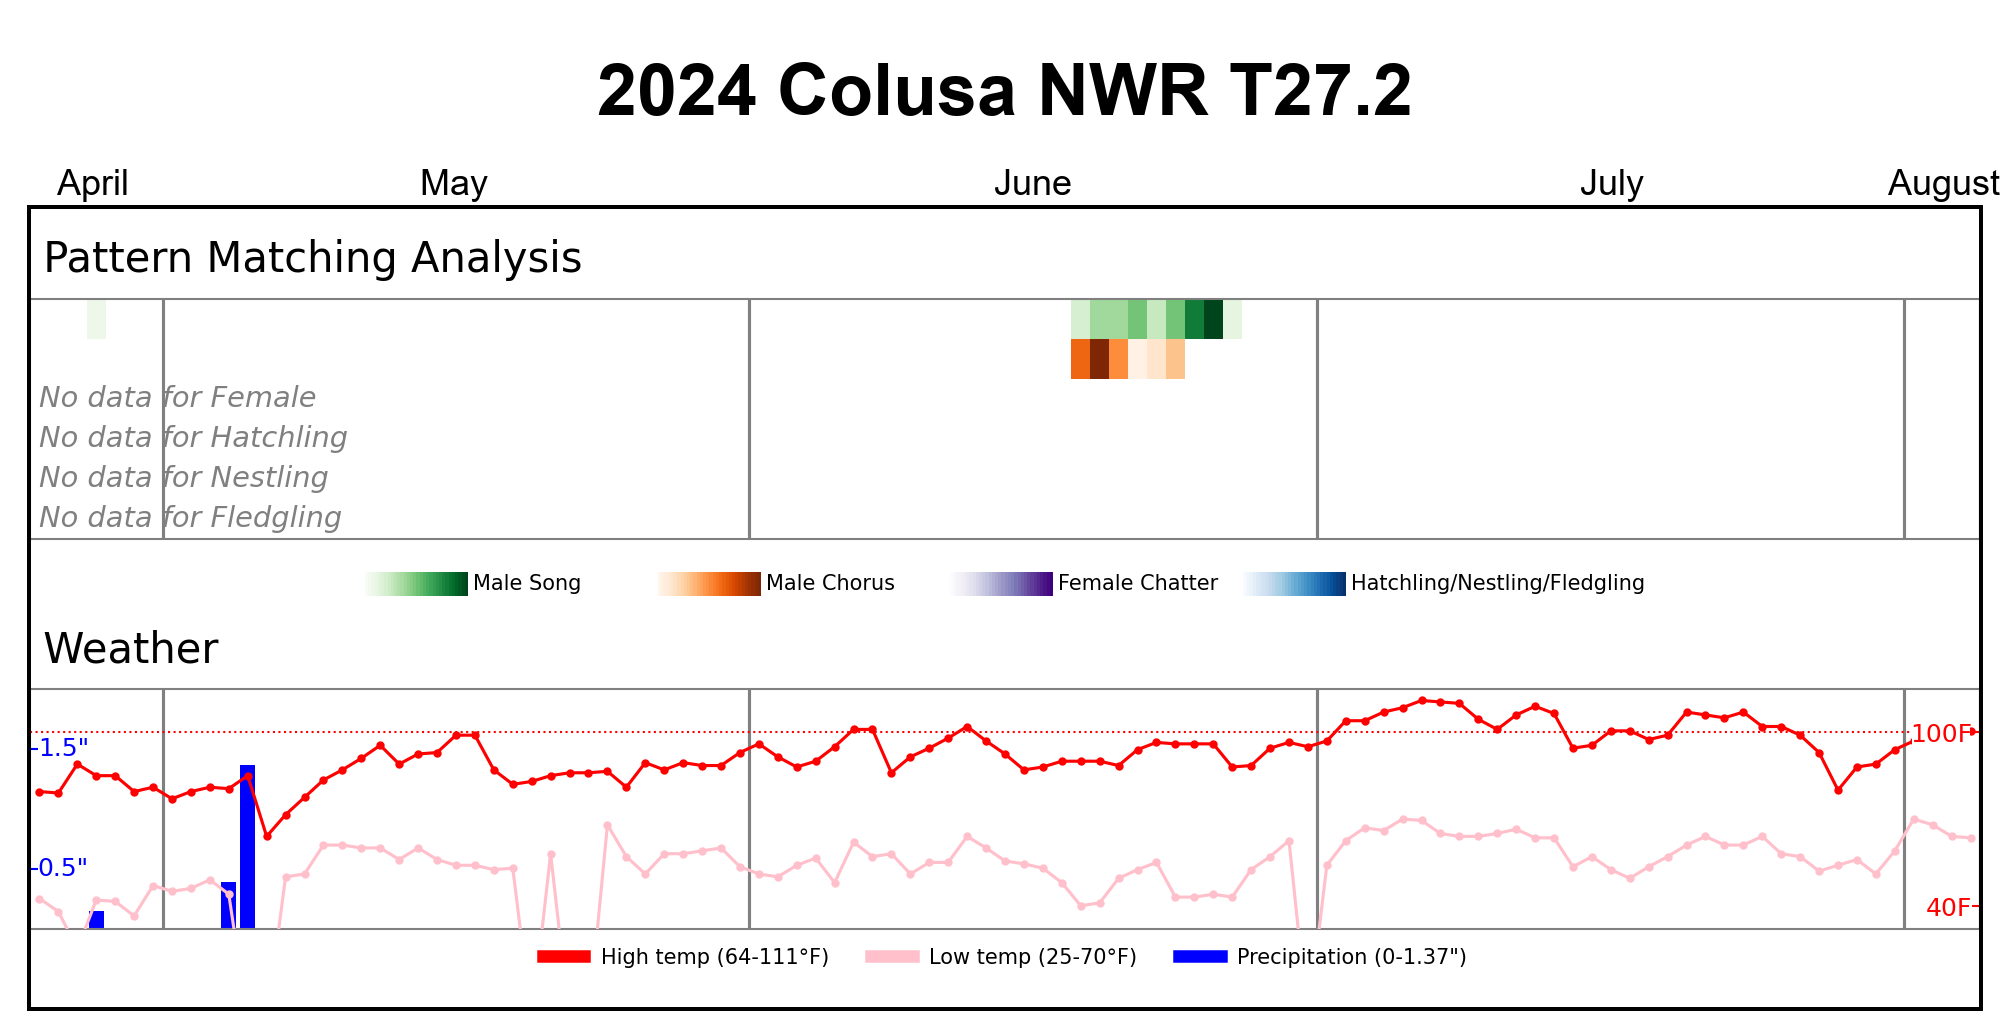 2024 Colusa NWR T27.2
April May June July August
Pattern Matching Analysis
No data for Female
No data for Hatchling
No data for Nestling
No data for Fledgling
Male Song Male Chorus Female Chatter Hatchling/Nestling/Fledgling
Weather
100F
1.5"
0.5"
40F
High temp (64-111°F) Low temp (25-70°F) Precipitation (0-1.37")